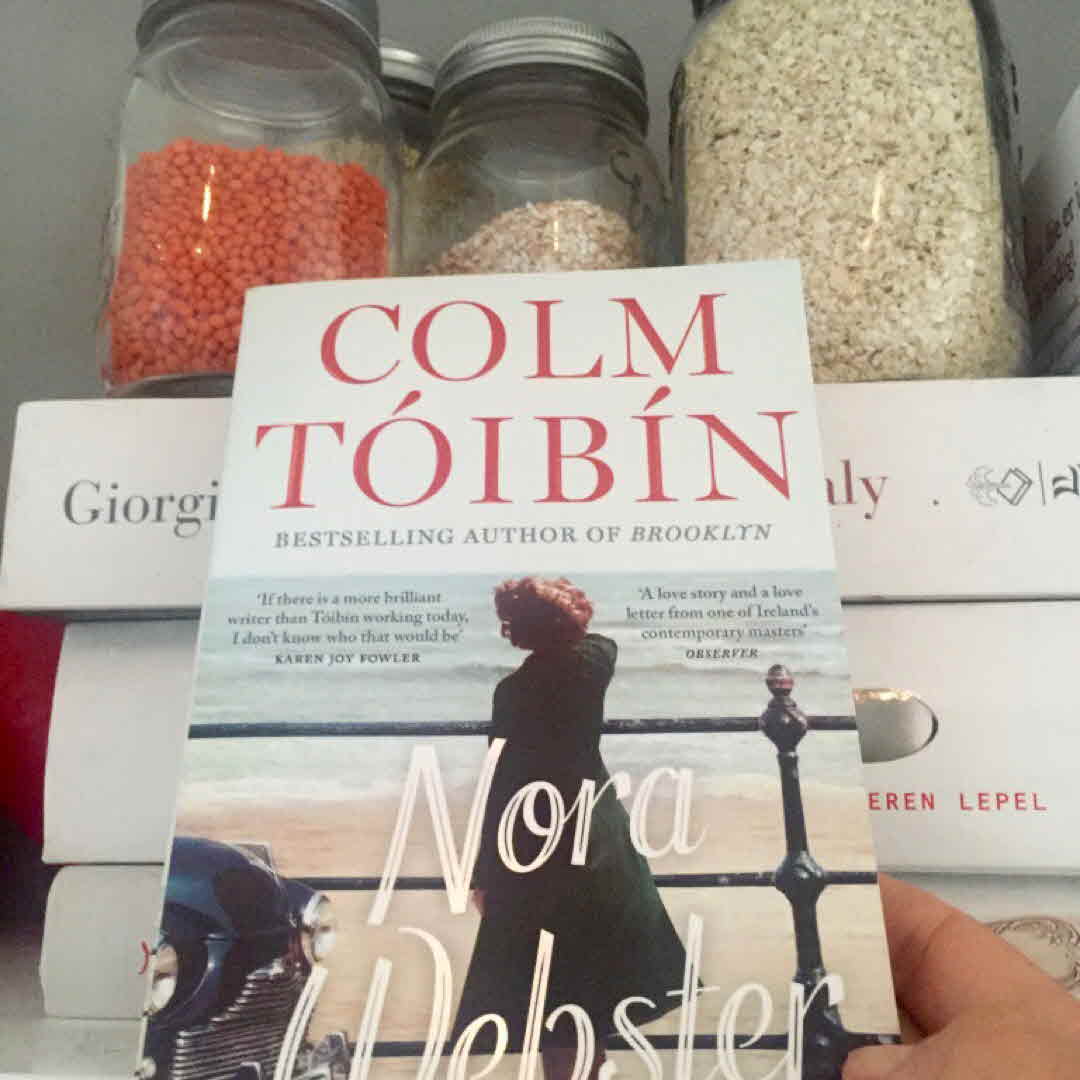 COLM
TÓIBÍN
BESTSELLING AUTHOR OF BROOKLYN
'If there is a more brilliant
writer than Tóibín working today,
I don't know who that would be'
KAREN JOY FOWLER
'A love story and a love
letter from one of Ireland's
contemporary masters'
OBSERVER
Nora
Webster
Giorgi
aly .
EREN LEPEL